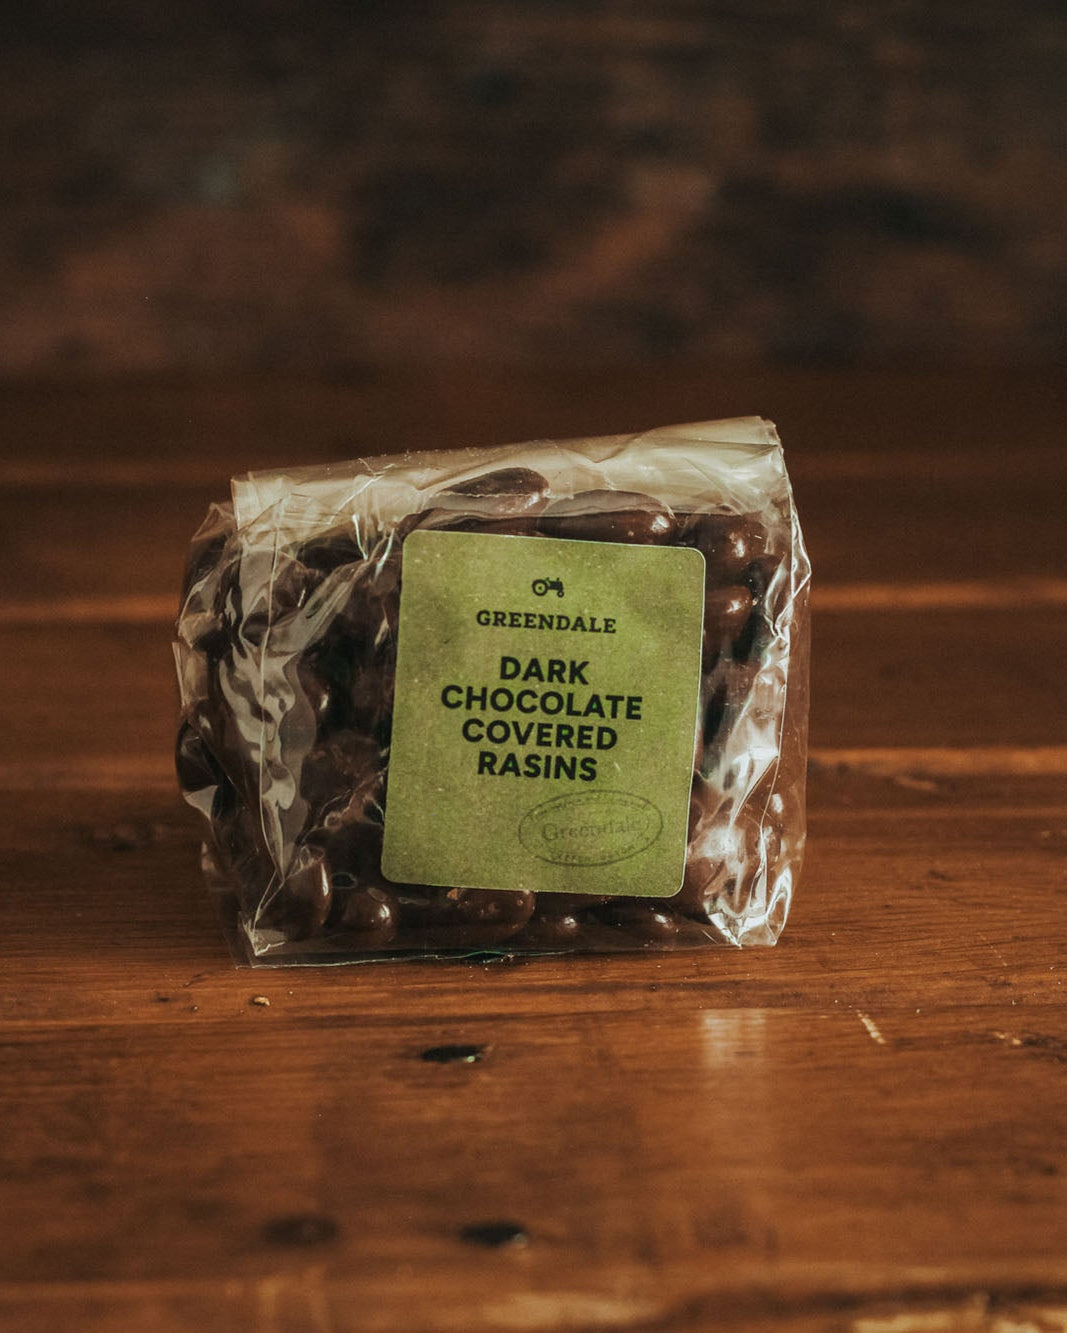 GREENDALE
DARK
CHOCOLATE
COVERED
RASINS
Greendale